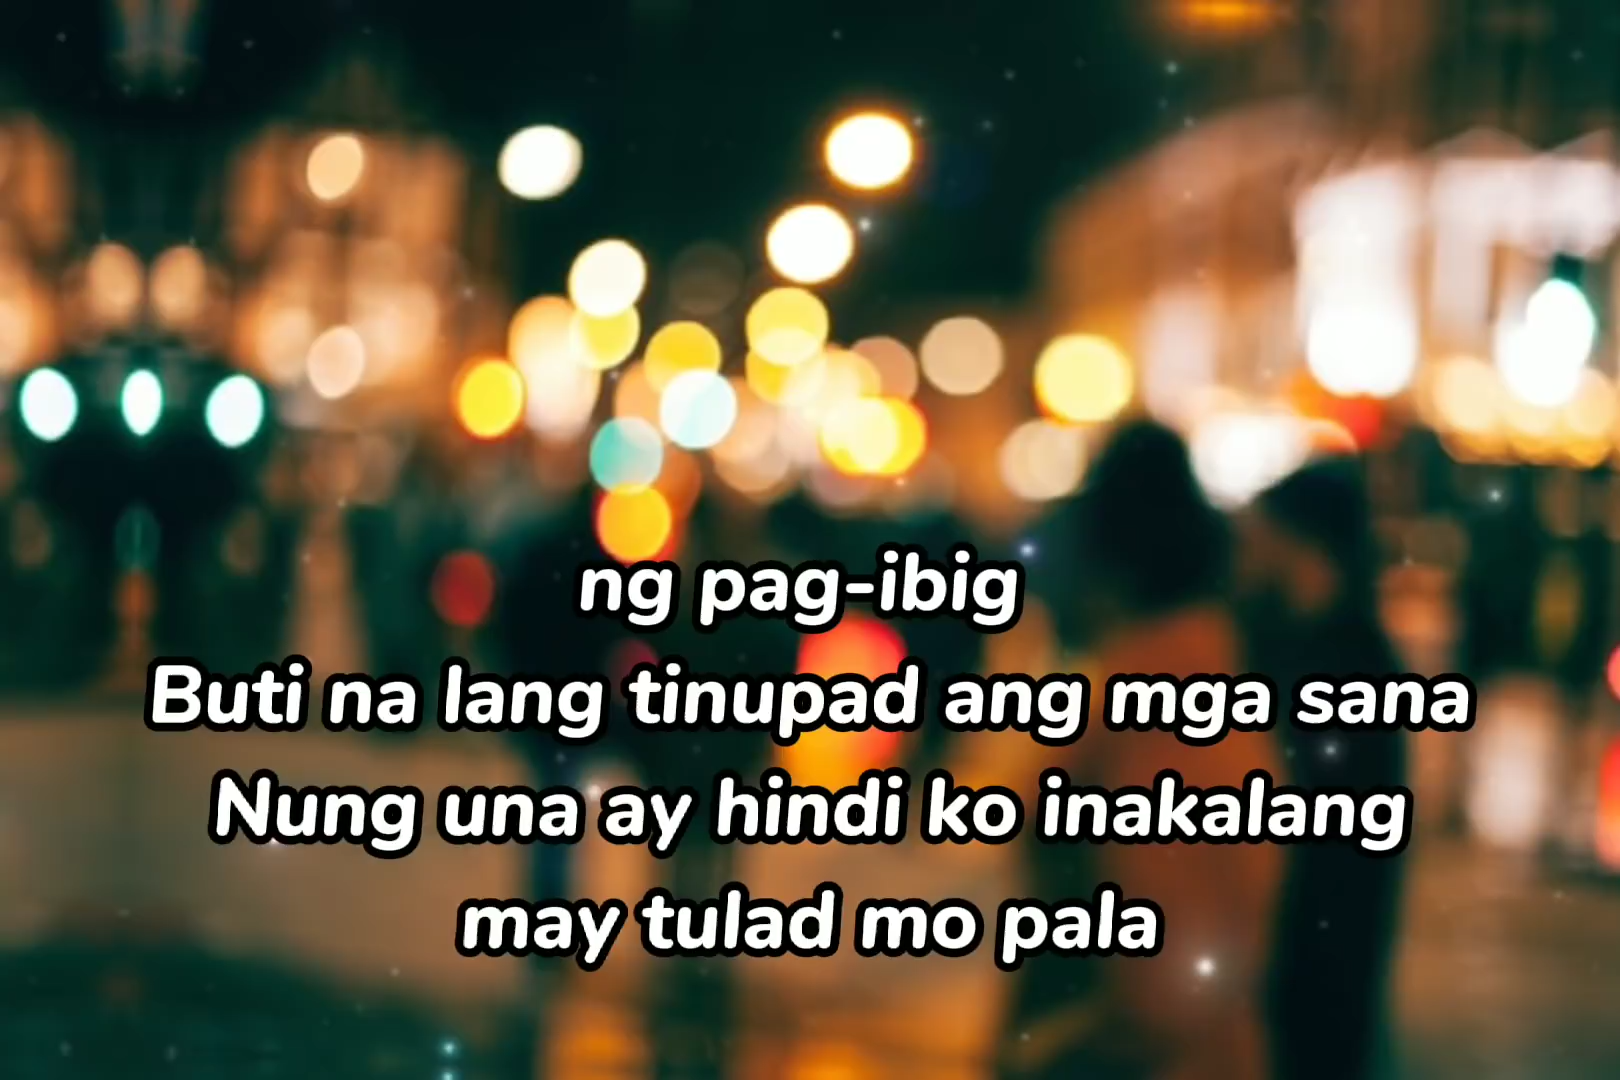 ng pag-ibig
Buti na lang tinupad ang mga sana
Nung una ay hindi ko inakalang
may tulad mo pala